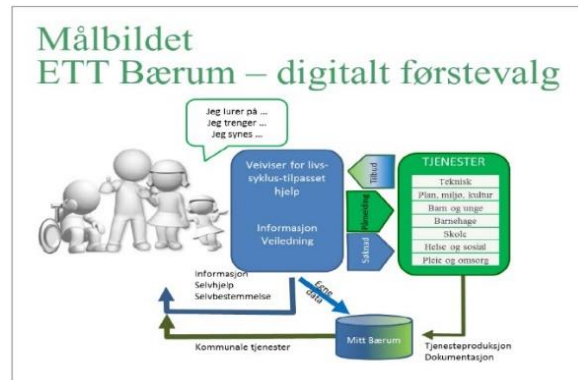 Målbildet
ETT Bærum – digitalt førstevalg
Jeg lurer på ...
Jeg trenger ...
Jeg synes ...
Veiviser for livs-
syklus-tilpasset
hjelp
Informasjon
Veiledning
Tilbud
Påmelding
Søknad
TJENESTER
Teknisk
Plan, miljø, kultur
Barn og unge
Barnehage
Skole
Helse og sosial
Pleie og omsorg
Informasjon
Selvhjelp
Selvbestemmelse
Egne
data
Kommunale tjenester
Mitt Bærum
Tjenesteproduksjon
Dokumentasjon